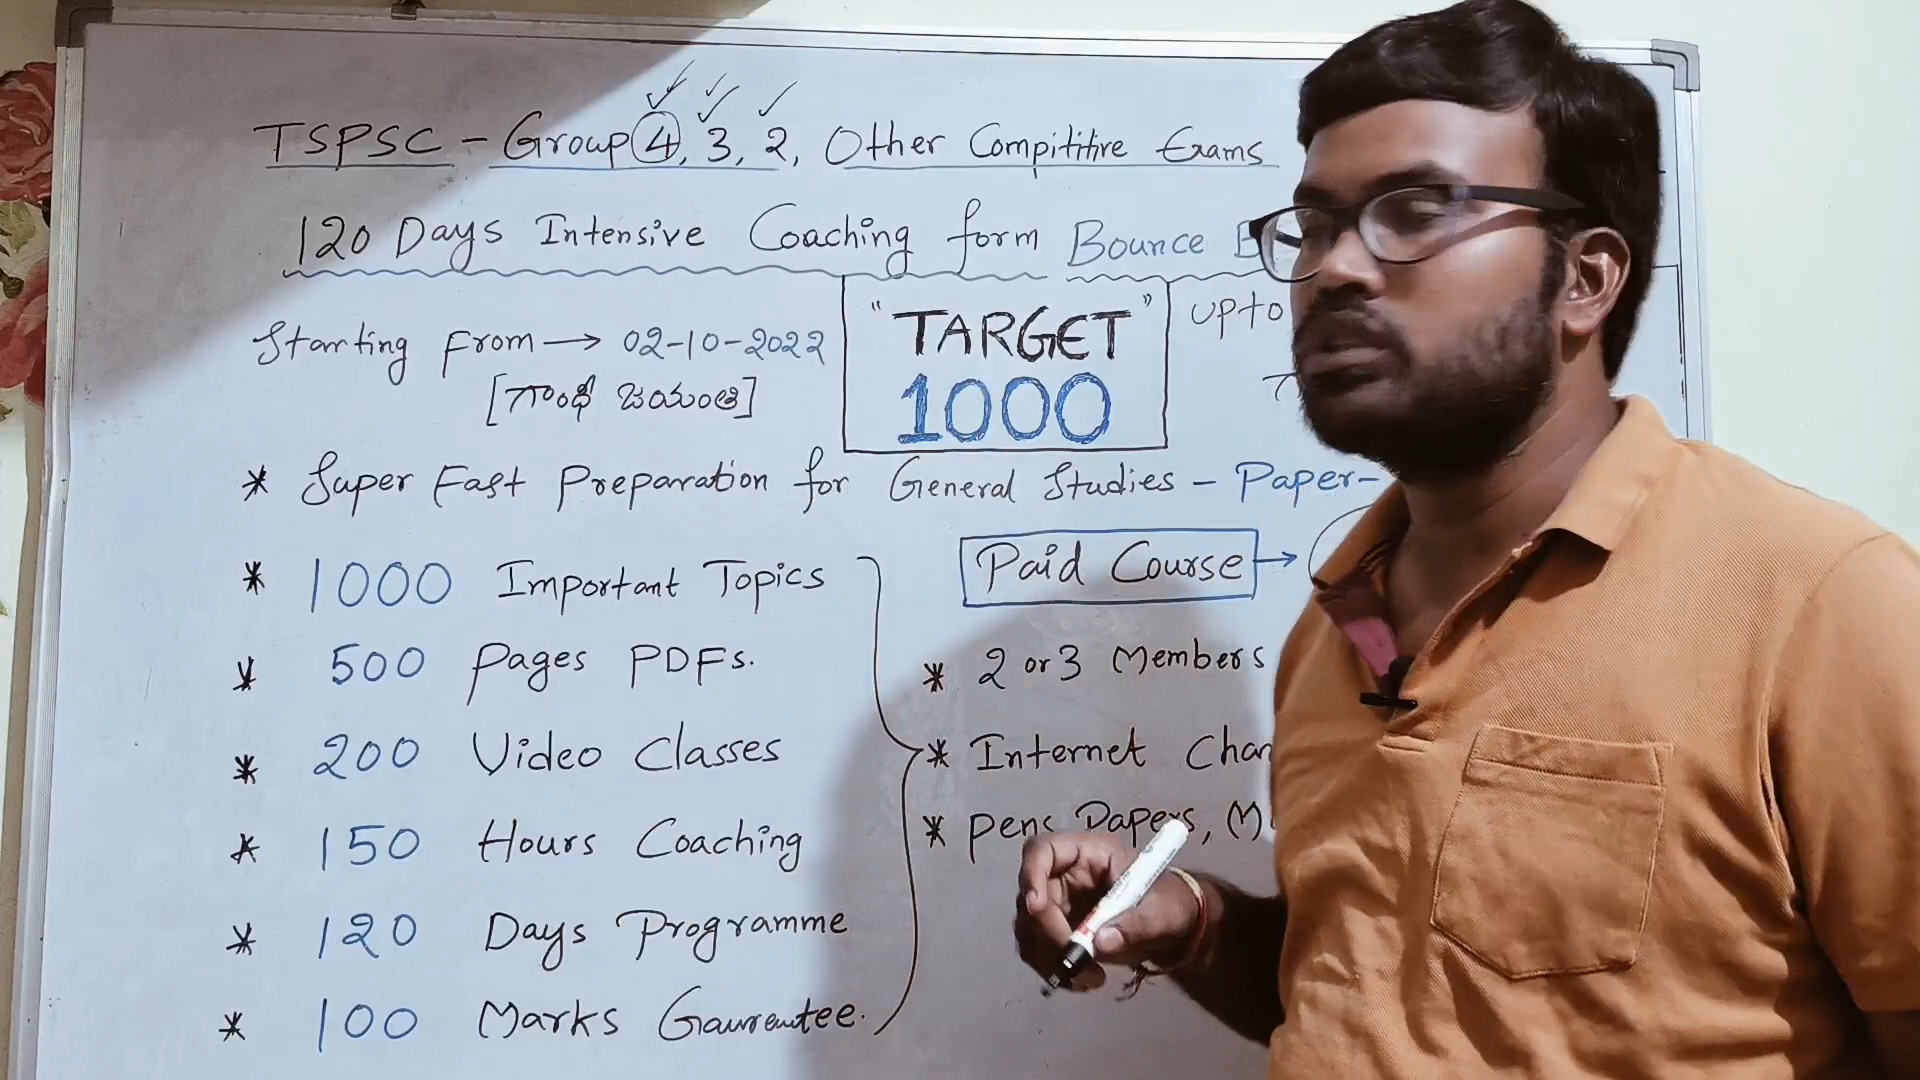 TSPSC - Group 4, 3, 2, Other Compititive Exams
120 Days Intensive Coaching form Bounce
Starting From → 02-10-2022
[గాంధీ జయంతి]
"TARGET"
1000
upto
* Super Fast Preparation for General Studies - Paper-
* 1000 Important Topics
* 500 Pages PDFs.
* 200 Video Classes
* 150 Hours Coaching
* 120 Days Programme
* 100 Marks Gaurentee.
Paid Course →
* 2 or 3 Members
* Internet
* Pens Papers,